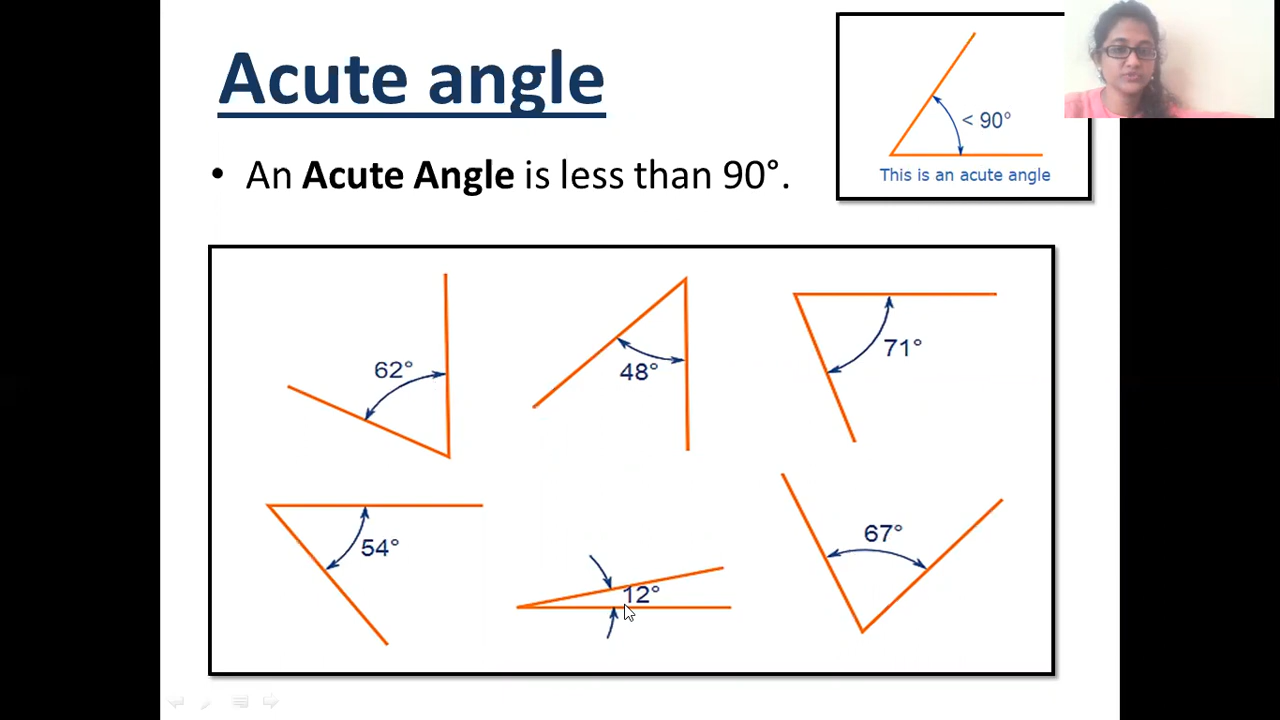 Acute angle
< 90°
This is an acute angle
• An Acute Angle is less than 90°.
62°
48°
71°
54°
12°
67°